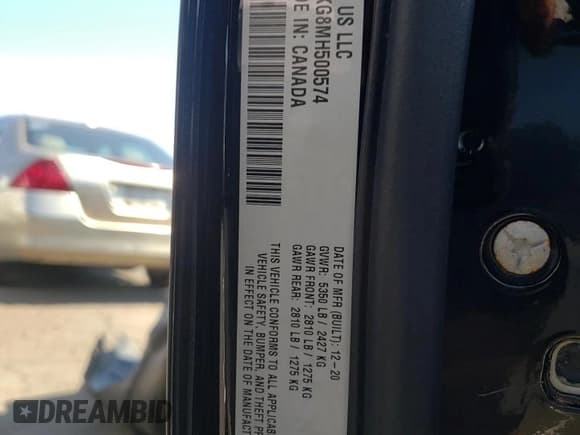 US LLC
KG8MH500574
DE IN: CANADA
DATE OF MFR (BUILT): 12-20
GVWR: 5350 LB / 2427 KG
GAWR FRONT: 2810 LB / 1275 KG
GAWR REAR: 2810 LB / 1275 KG
THIS VEHICLE CONFORMS TO ALL APPLICAB
VEHICLE SAFETY, BUMPER, AND THEFT PR
IN EFFECT ON THE DATE OF MANUFACT
DREAMBID